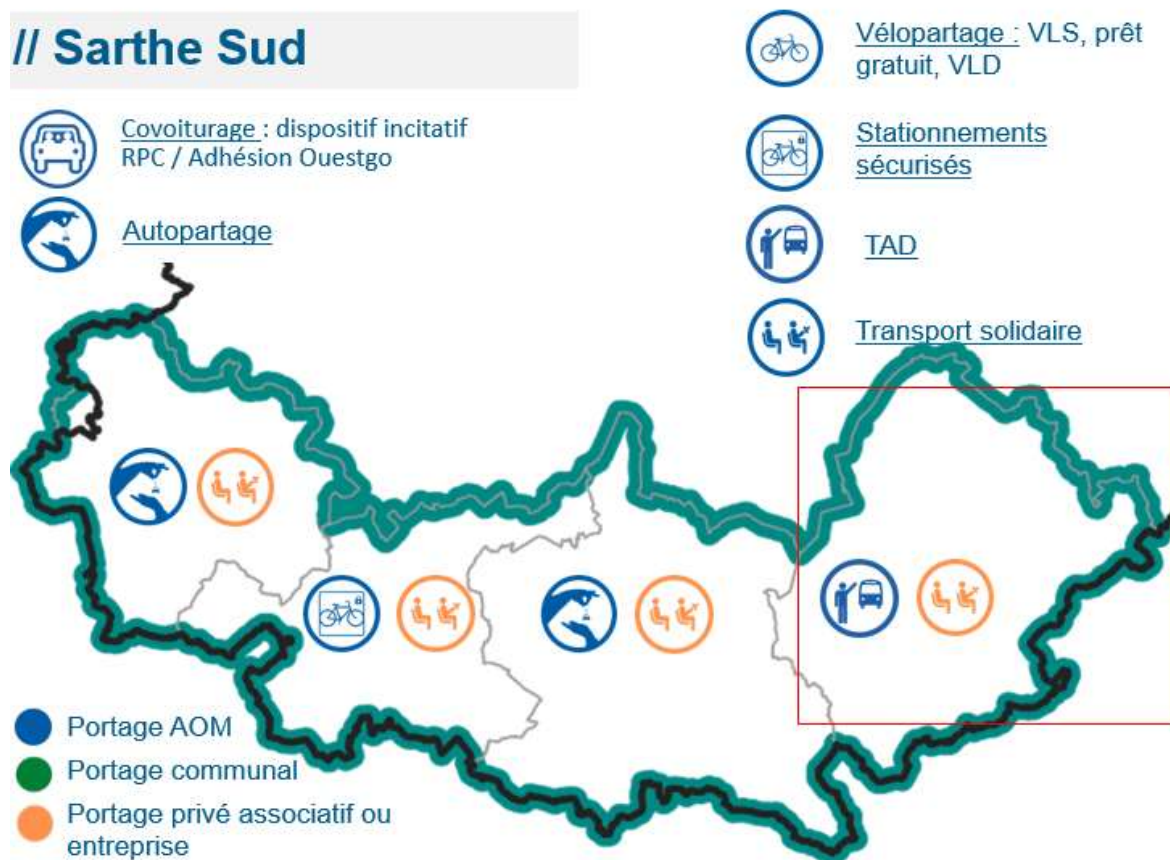 // Sarthe Sud
Covoiturage : dispositif incitatif
RPC / Adhésion Ouestgo
Autopartage
Vélopartage : VLS, prêt
gratuit, VLD
Stationnements
sécurisés
TAD
Transport solidaire
Portage AOM
Portage communal
Portage privé associatif ou
entreprise